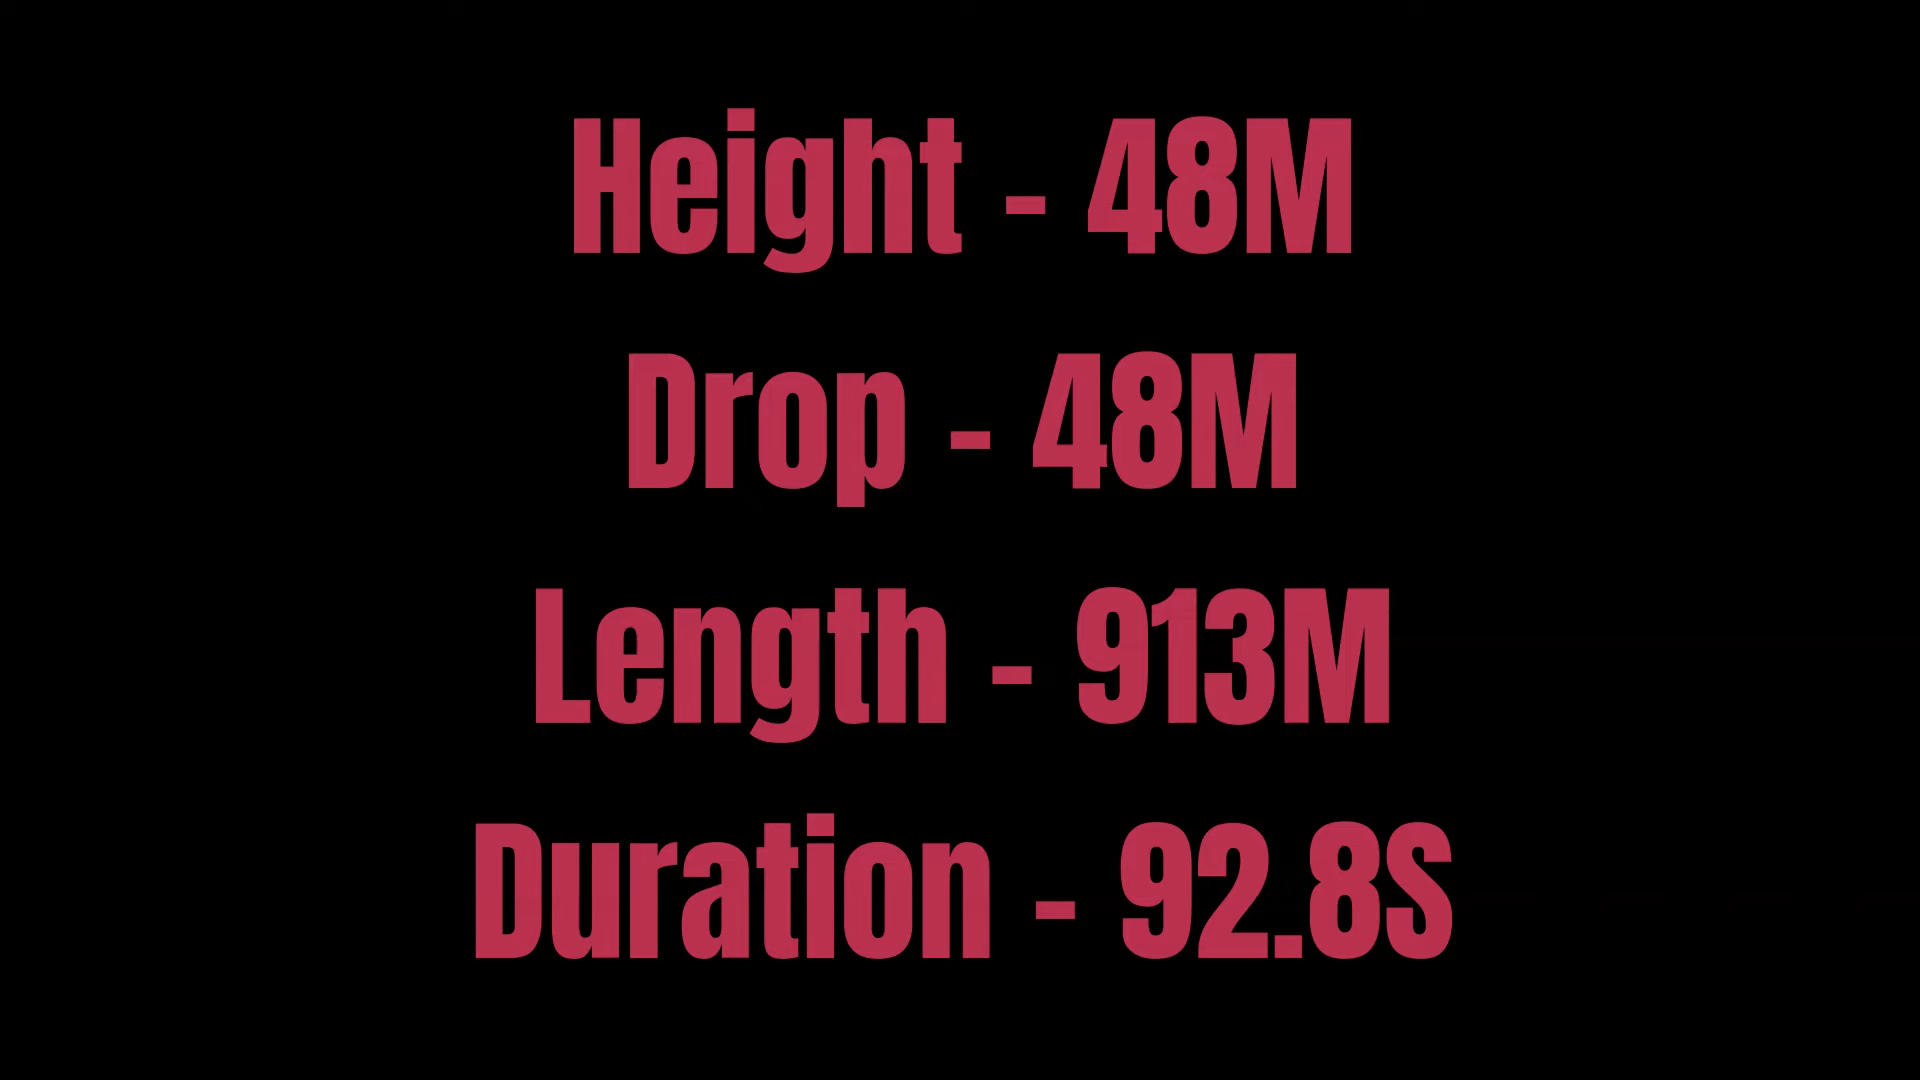 Height - 48M
Drop - 48M
Length - 913M
Duration - 92.8S